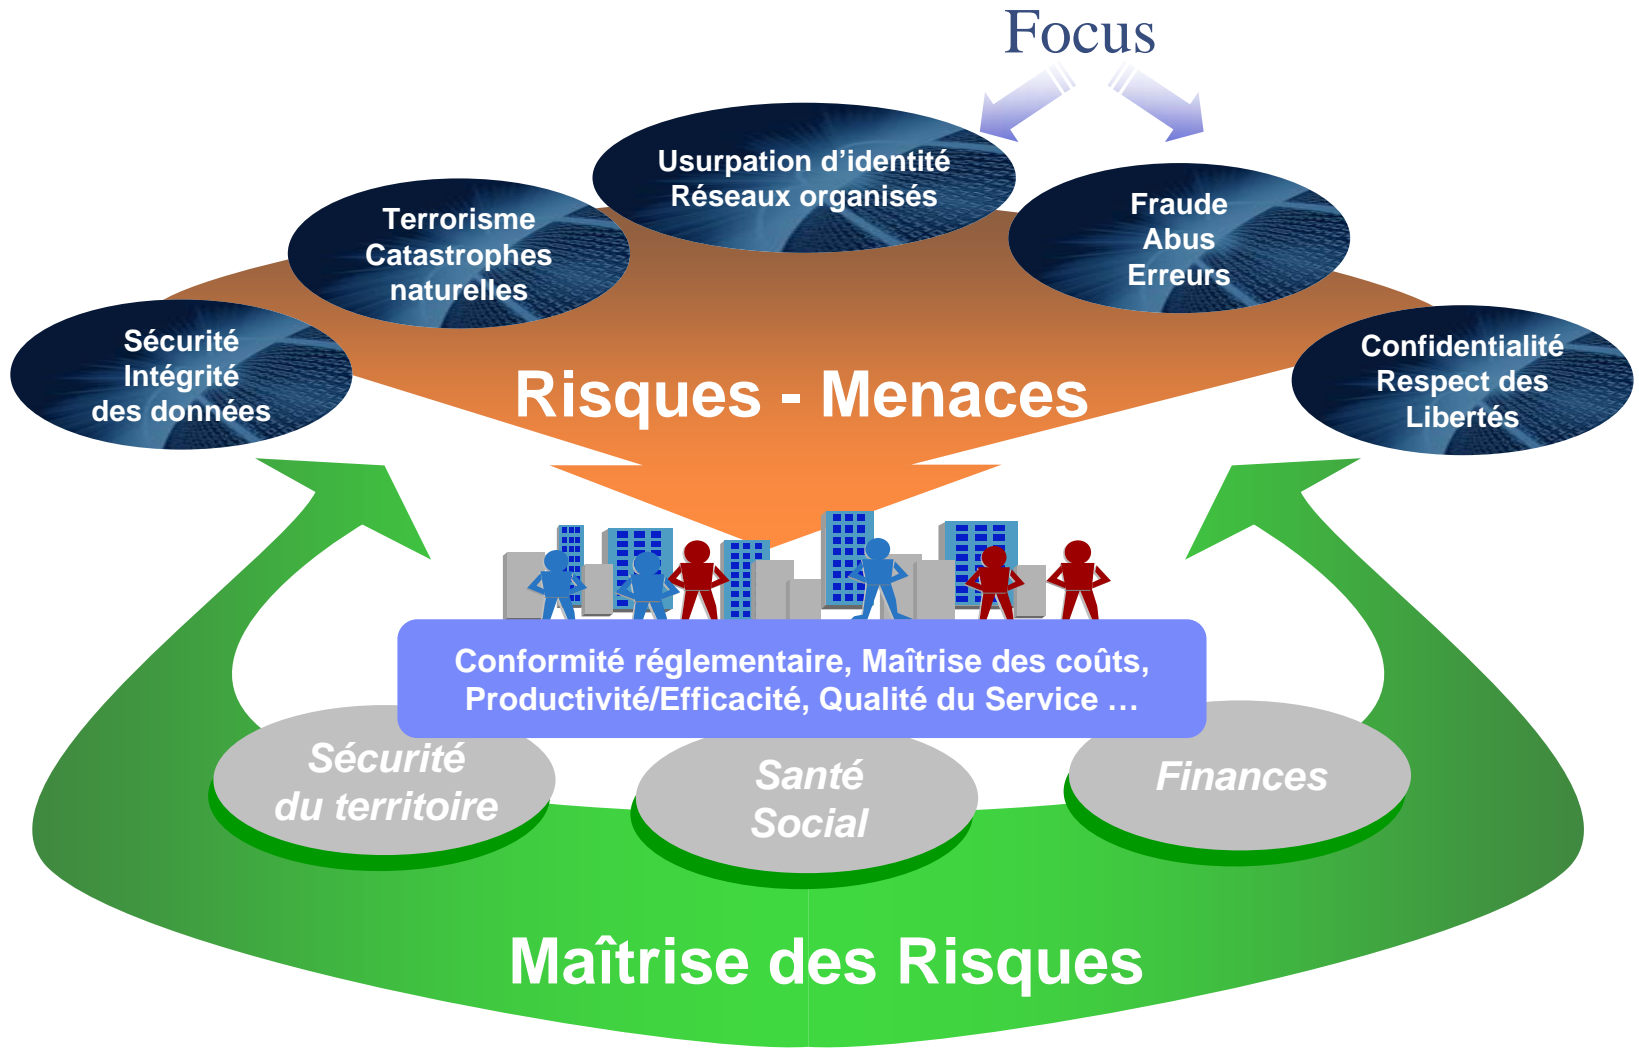 Focus
Usurpation d’identité
Réseaux organisés
Terrorisme
Catastrophes
naturelles
Fraude
Abus
Erreurs
Sécurité
Intégrité
des données
Confidentialité
Respect des
Libertés
Risques - Menaces
Conformité réglementaire, Maîtrise des coûts,
Productivité/Efficacité, Qualité du Service …
Sécurité
du territoire
Santé
Social
Finances
Maîtrise des Risques